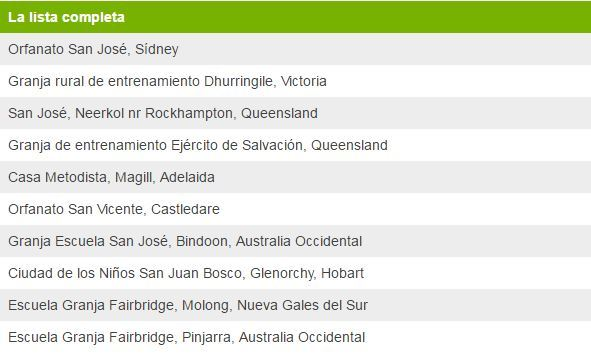 La lista completa
Orfanato San José, Sídney
Granja rural de entrenamiento Dhurringile, Victoria
San José, Neerkol nr Rockhampton, Queensland
Granja de entrenamiento Ejército de Salvación, Queensland
Casa Metodista, Magill, Adelaida
Orfanato San Vicente, Castledare
Granja Escuela San José, Bindoon, Australia Occidental
Ciudad de los Niños San Juan Bosco, Glenorchy, Hobart
Escuela Granja Fairbridge, Molong, Nueva Gales del Sur
Escuela Granja Fairbridge, Pinjarra, Australia Occidental